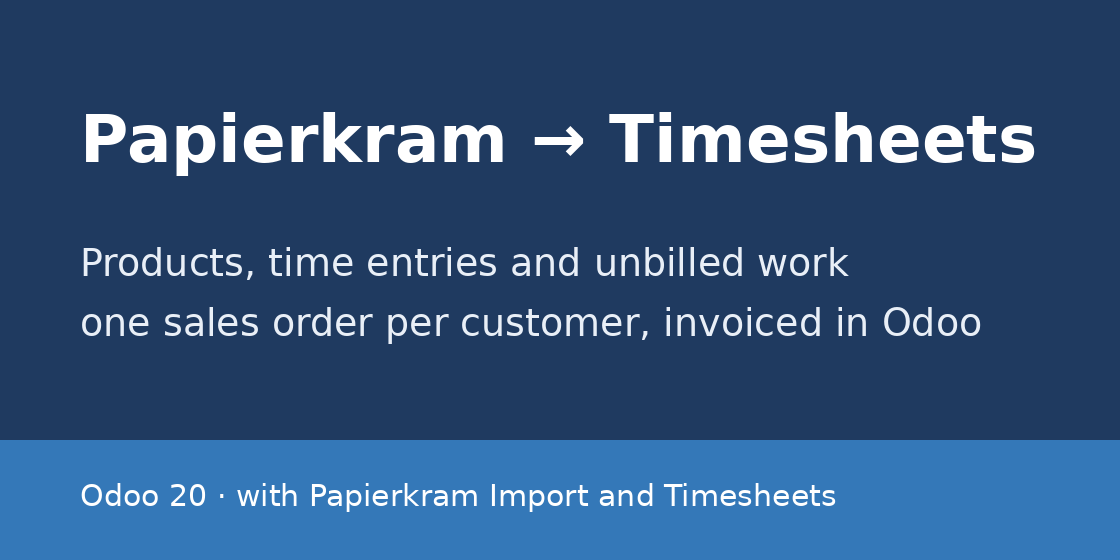 Papierkram → Timesheets
Products, time entries and unbilled work
one sales order per customer, invoiced in Odoo
Odoo 20 · with Papierkram Import and Timesheets